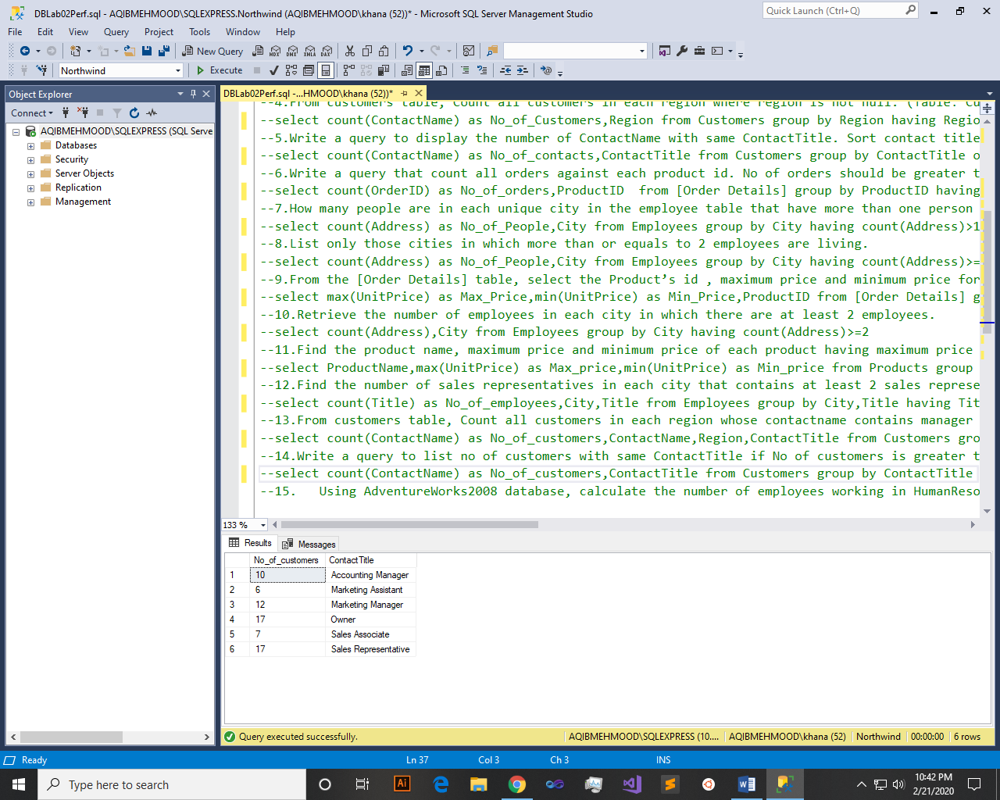 DBLab02Perf.sql - AQIBMEHMOOD\SQLEXPRESS.Northwind (AQIBMEHMOOD\khana (52))* - Microsoft SQL Server Management Studio
Quick Launch (Ctrl+Q)
File Edit View Query Project Tools Window Help
New Query MDX DMX XMLA DAX
Northwind Execute
Object Explorer
DBLab02Perf.sql -...HMOOD\khana (52))*
Connect
AQIBMEHMOOD\SQLEXPRESS (SQL Serve
Databases
Security
Server Objects
Replication
Management
--4.From customers table, Count all customers in each region where region is not null. (Table: Cu
--select count(ContactName) as No_of_Customers,Region from Customers group by Region having Regio
--5.Write a query to display the number of ContactName with same ContactTitle. Sort contact title
--select count(ContactName) as No_of_contacts,ContactTitle from Customers group by ContactTitle o
--6.Write a query that count all orders against each product id. No of orders should be greater t
--select count(OrderID) as No_of_orders,ProductID  from [Order Details] group by ProductID having
--7.How many people are in each unique city in the employee table that have more than one person
--select count(Address) as No_of_People,City from Employees group by City having count(Address)>1
--8.List only those cities in which more than or equals to 2 employees are living.
--select count(Address) as No_of_People,City from Employees group by City having count(Address)>=
--9.From the [Order Details] table, select the Product’s id , maximum price and minimum price for
--select max(UnitPrice) as Max_Price,min(UnitPrice) as Min_Price,ProductID from [Order Details] g
--10.Retrieve the number of employees in each city in which there are at least 2 employees.
--select count(Address),City from Employees group by City having count(Address)>=2
--11.Find the product name, maximum price and minimum price of each product having maximum price
--select ProductName,max(UnitPrice) as Max_price,min(UnitPrice) as Min_price from Products group
--12.Find the number of sales representatives in each city that contains at least 2 sales represe
--select count(Title) as No_of_employees,City,Title from Employees group by City,Title having Tit
--13.From customers table, Count all customers in each region whose contactname contains manager
--select count(ContactName) as No_of_customers,ContactName,Region,ContactTitle from Customers gro
--14.Write a query to list no of customers with same ContactTitle if No of customers is greater t
--select count(ContactName) as No_of_customers,ContactTitle from Customers group by ContactTitle
--15.   Using AdventureWorks2008 database, calculate the number of employees working in HumanReso
133 %
Results Messages
No_of_customers ContactTitle
1 10 Accounting Manager
2 6 Marketing Assistant
3 12 Marketing Manager
4 17 Owner
5 7 Sales Associate
6 17 Sales Representative
Query executed successfully. AQIBMEHMOOD\SQLEXPRESS (10.... AQIBMEHMOOD\khana (52) Northwind 00:00:00 6 rows
Ready Ln 37 Col 3 Ch 3 INS
Type here to search
Ai
10:42 PM
2/21/2020